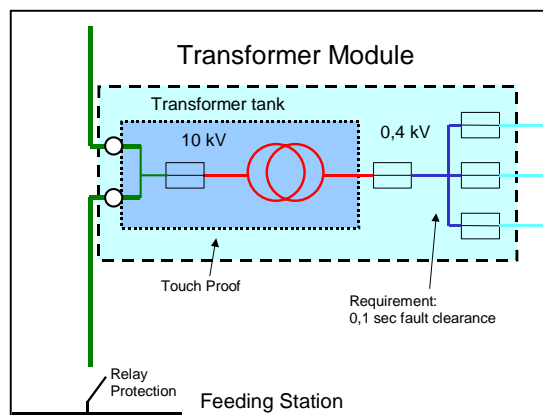 Transformer Module
Transformer tank
10 kV
0,4 kV
Touch Proof
Requirement:
0,1 sec fault clearance
Relay
Protection
Feeding Station